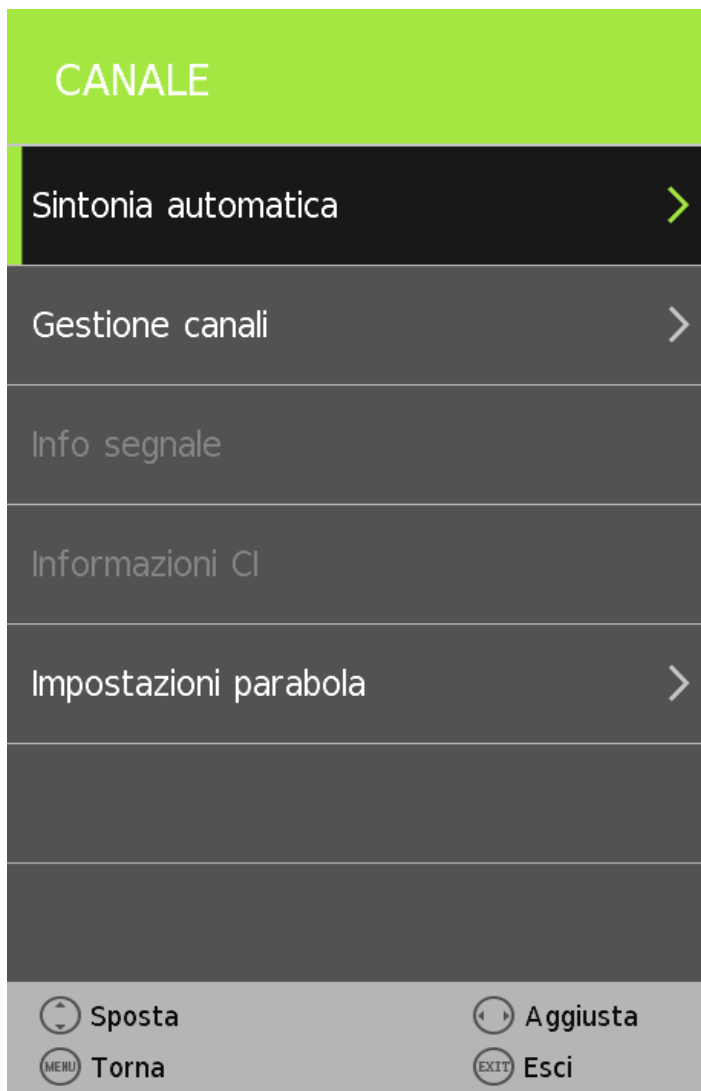 CANALE
Sintonia automatica
Gestione canali
Info segnale
Informazioni CI
Impostazioni parabola
Sposta
Aggiusta
MENU Torna
EXIT Esci